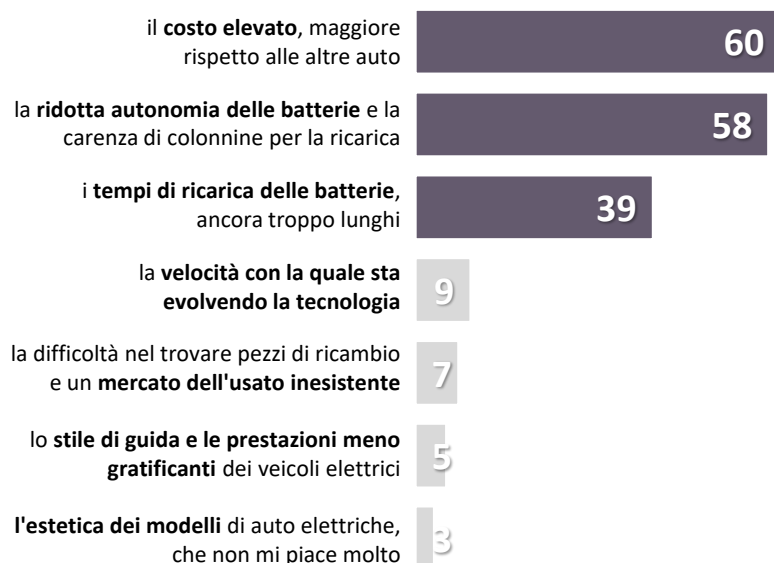 il costo elevato, maggiore
rispetto alle altre auto
60
la ridotta autonomia delle batterie e la
carenza di colonnine per la ricarica
58
i tempi di ricarica delle batterie,
ancora troppo lunghi
39
la velocità con la quale sta
evolvendo la tecnologia
9
la difficoltà nel trovare pezzi di ricambio
e un mercato dell'usato inesistente
7
lo stile di guida e le prestazioni meno
gratificanti dei veicoli elettrici
5
l'estetica dei modelli di auto elettriche,
che non mi piace molto
3